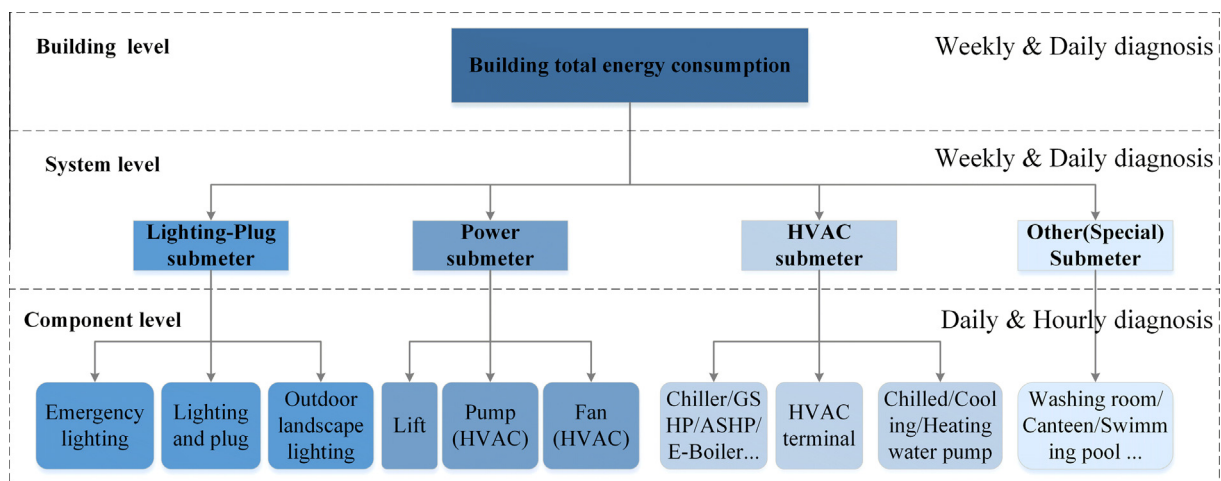 Building level
Weekly & Daily diagnosis
Building total energy consumption
System level
Weekly & Daily diagnosis
Lighting-Plug
submeter
Power
submeter
HVAC
submeter
Other(Special)
Submeter
Component level
Daily & Hourly diagnosis
Emergency
lighting
Lighting
and plug
Outdoor
landscape
lighting
Lift
Pump
(HVAC)
Fan
(HVAC)
Chiller/GS
HP/ASHP/
E-Boiler...
HVAC
terminal
Chilled/Cool
ing/Heating
water pump
Washing room/
Canteen/Swimm
ing pool ...